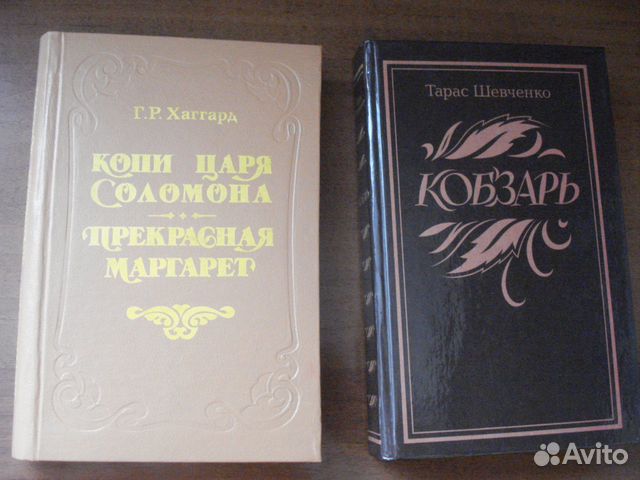 Г.Р. Хаггард
КОПИ ЦАРЯ
СОЛОМОНА
ПРЕКРАСНАЯ
МАРГАРЕТ
Тарас Шевченко
КОБЗАРЬ
Avito